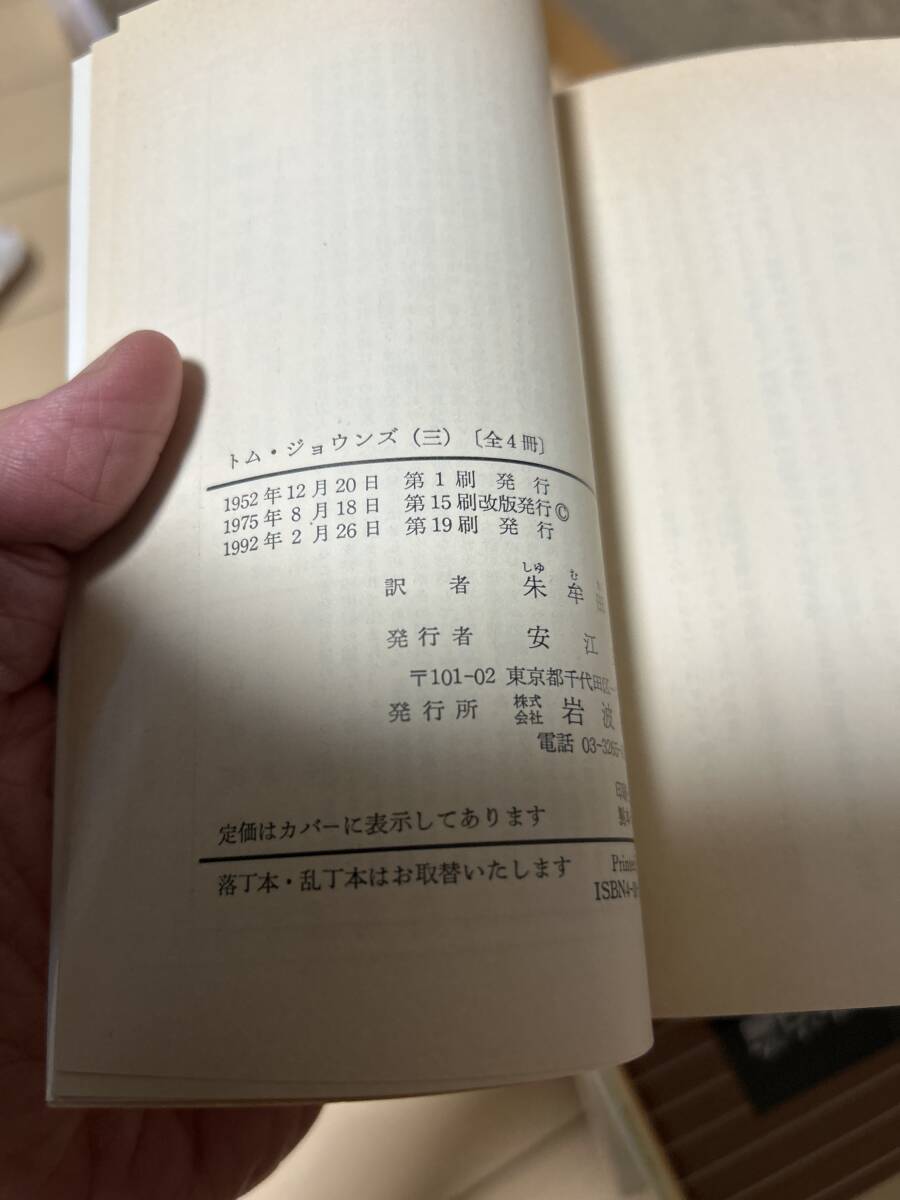 トム・ジョウンズ（三）〔全4冊〕
1952年12月20日 第1刷発行
1975年8月18日 第15刷改版発行©
1992年2月26日 第19刷発行
しゅ む
訳者 朱牟
発行者 安江
〒101-02 東京都千代田区
発行所 株式会社 岩波
電話 03-3265-
定価はカバーに表示してあります
落丁本・乱丁本はお取替いたします
ISBN4-